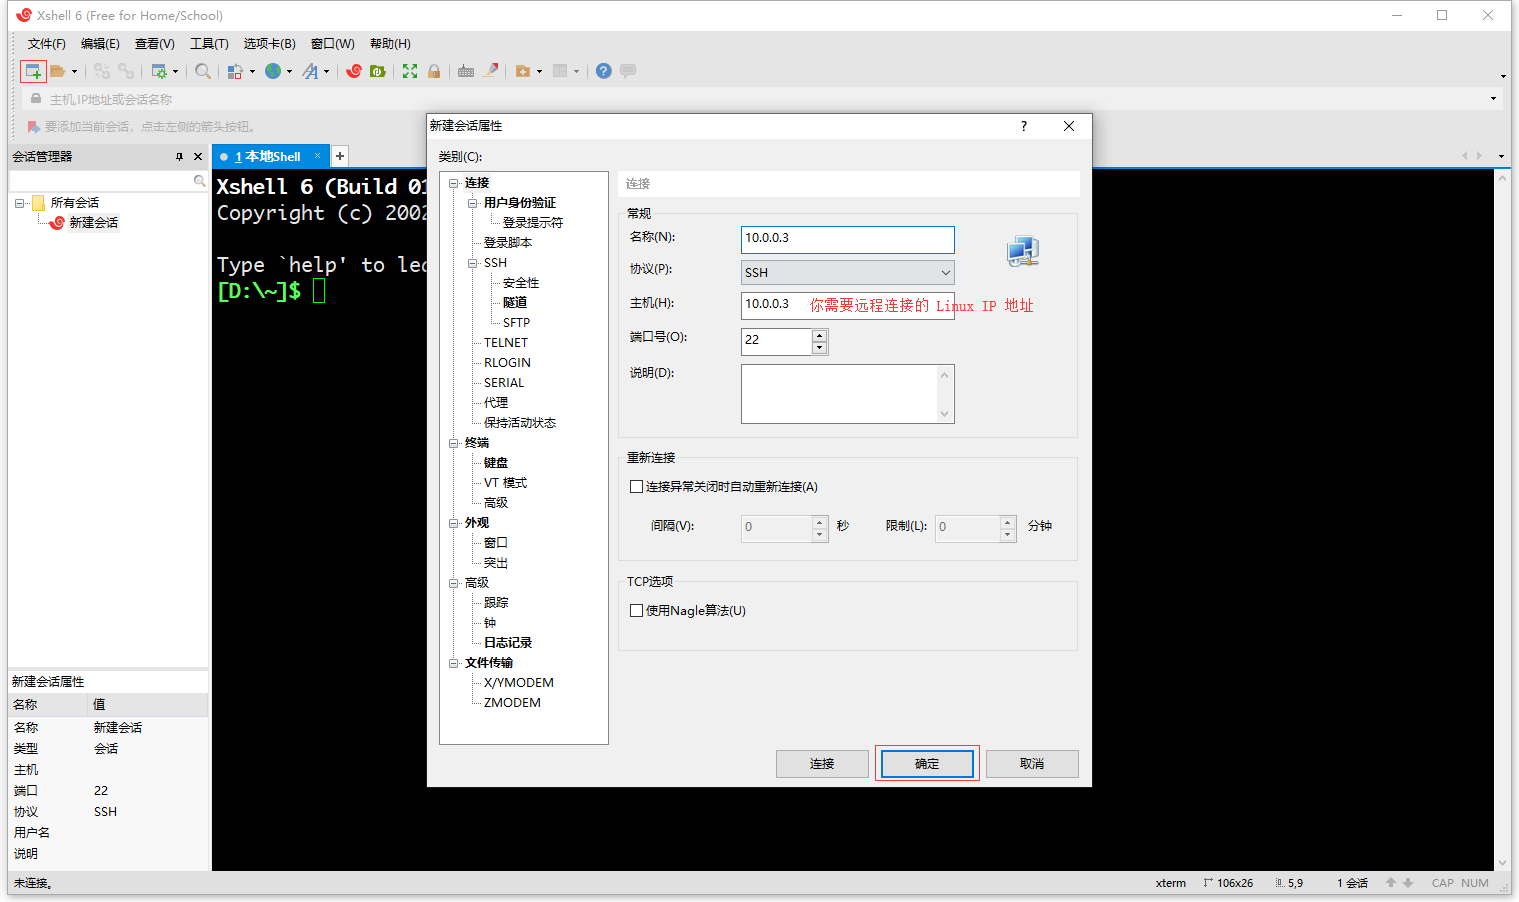 Xshell 6 (Free for Home/School)
文件(F) 编辑(E) 查看(V) 工具(T) 选项卡(B) 窗口(W) 帮助(H)
主机,IP地址或会话名称
要添加当前会话，点击左侧的箭头按钮。
会话管理器
所有会话
新建会话
1 本地Shell
Xshell 6 (Build 01
Copyright (c) 2002
Type `help' to lea
[D:\~]$
新建会话属性
类别(C):
连接
用户身份验证
登录提示符
登录脚本
SSH
安全性
隧道
SFTP
TELNET
RLOGIN
SERIAL
代理
保持活动状态
终端
键盘
VT 模式
高级
外观
窗口
突出
高级
跟踪
钟
日志记录
文件传输
X/YMODEM
ZMODEM
连接
常规
名称(N): 10.0.0.3
协议(P): SSH
主机(H): 10.0.0.3 你需要远程连接的 Linux IP 地址
端口号(O): 22
说明(D):
重新连接
连接异常关闭时自动重新连接(A)
间隔(V): 0 秒 限制(L): 0 分钟
TCP选项
使用Nagle算法(U)
连接 确定 取消
新建会话属性
名称 值
名称 新建会话
类型 会话
主机
端口 22
协议 SSH
用户名
说明
未连接。
xterm 106x26 5,9 1 会话 CAP NUM